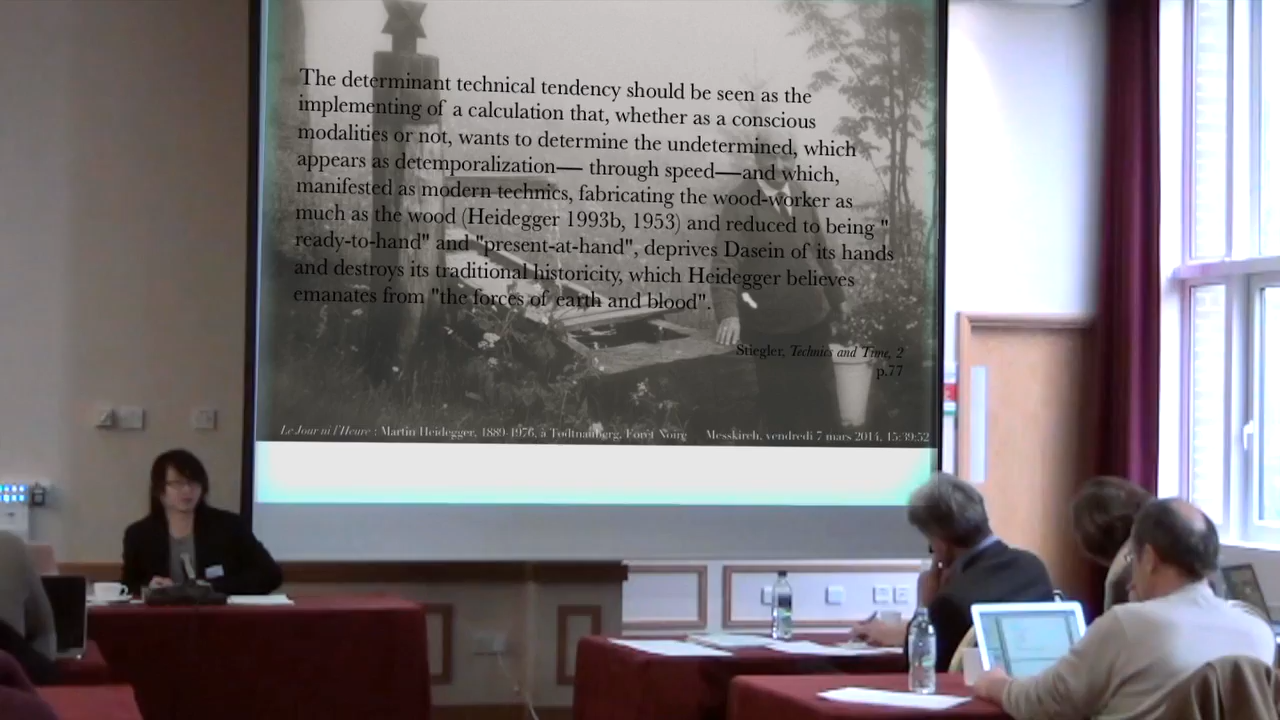 The determinant technical tendency should be seen as the
implementing of a calculation that, whether as a conscious
modalities or not, wants to determine the undetermined, which
appears as detemporalization— through speed—and which,
manifested as modern technics, fabricating the wood-worker as
much as the wood (Heidegger 1993b, 1953) and reduced to being "
ready-to-hand" and "present-at-hand", deprives Dasein of its hands
and destroys its traditional historicity, which Heidegger believes
emanates from "the forces of earth and blood".
Stiegler, Technics and Time, 2
p.77
Le Jour ni l'Heure : Martin Heidegger, 1889-1976, à Todtnauberg, Forêt Noire
Messkirch, vendredi 7 mars 2014, 15:39:52